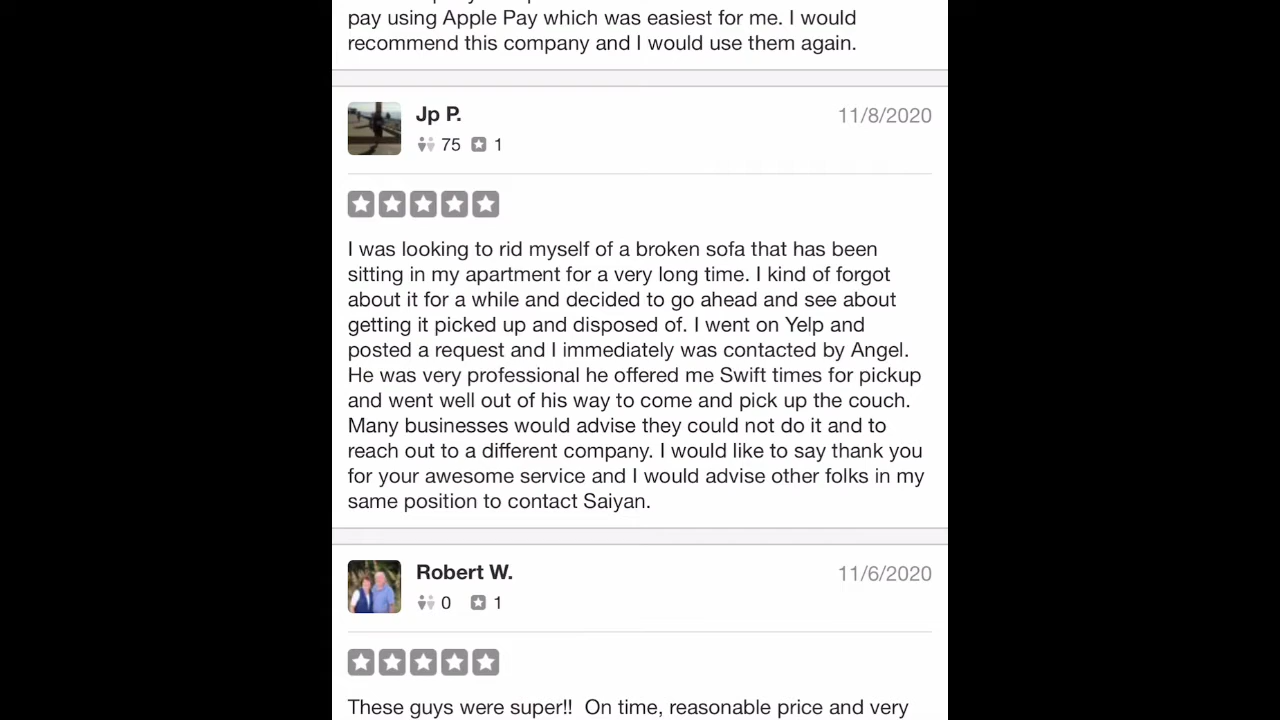 pay using Apple Pay which was easiest for me. I would
recommend this company and I would use them again.
Jp P.
11/8/2020
75 1
I was looking to rid myself of a broken sofa that has been
sitting in my apartment for a very long time. I kind of forgot
about it for a while and decided to go ahead and see about
getting it picked up and disposed of. I went on Yelp and
posted a request and I immediately was contacted by Angel.
He was very professional he offered me Swift times for pickup
and went well out of his way to come and pick up the couch.
Many businesses would advise they could not do it and to
reach out to a different company. I would like to say thank you
for your awesome service and I would advise other folks in my
same position to contact Saiyan.
Robert W.
11/6/2020
0 1
These guys were super!! On time, reasonable price and very